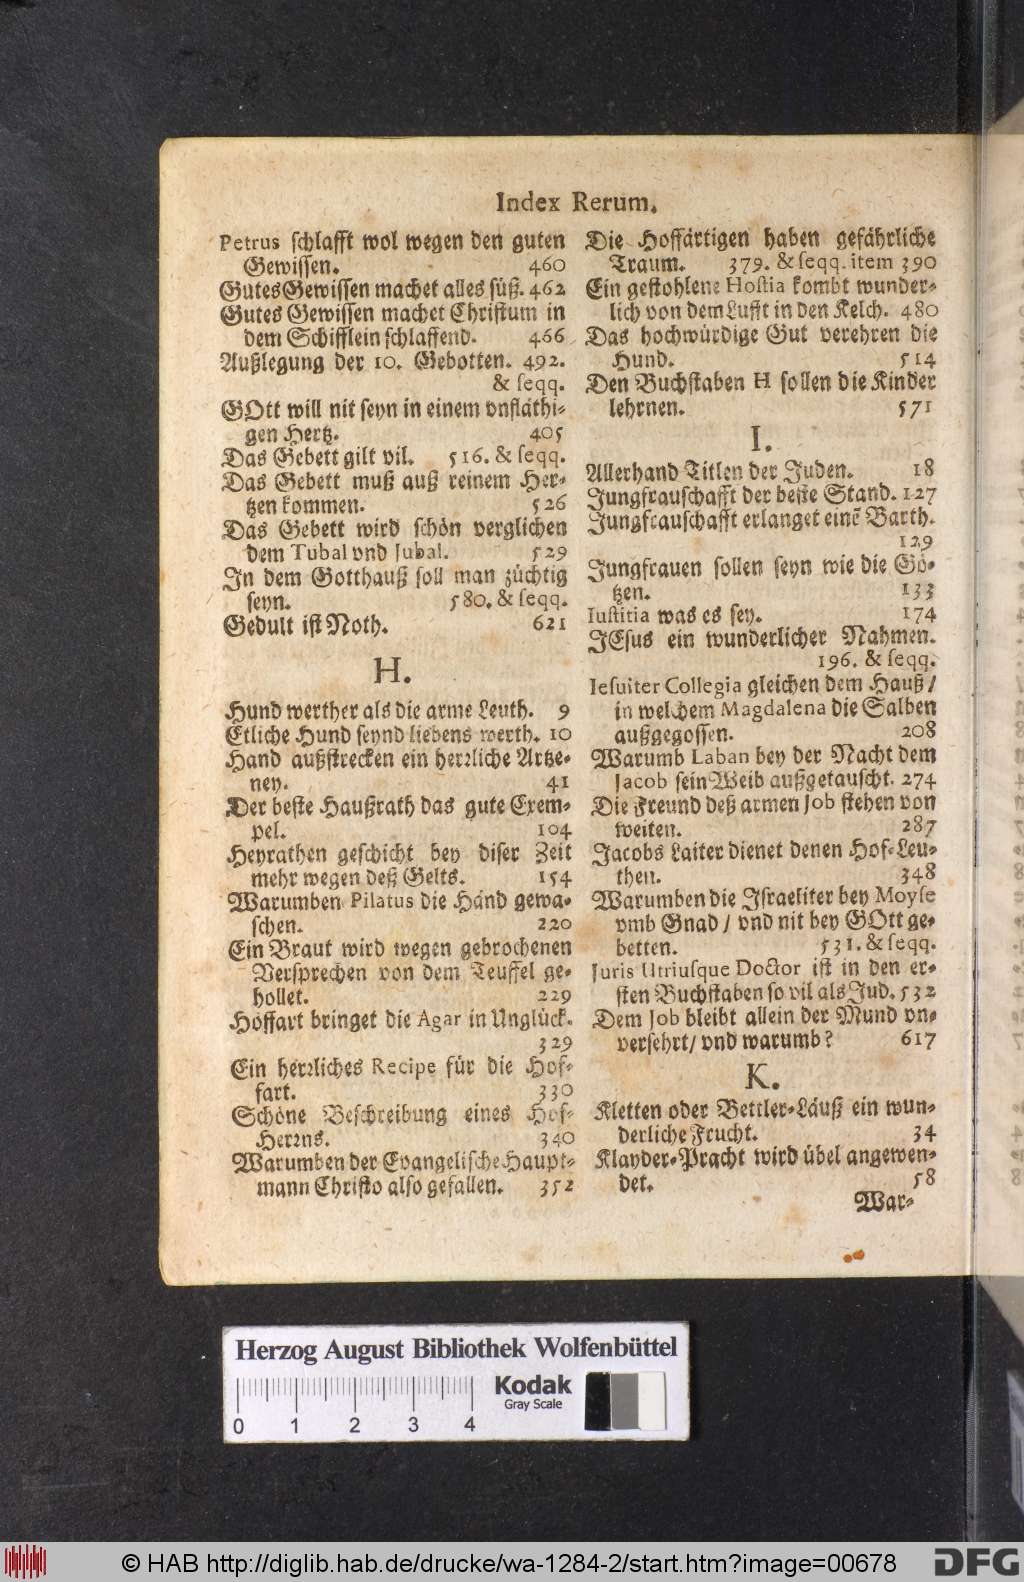 Index Rerum.
Petrus schlafft wol wegen den guten
Gewissen. 460
Gutes Gewissen machet alles süß. 462
Gutes Gewissen machet Christum in
dem Schifflein schlaffend. 466
Außlegung der 10. Gebotten. 492.
& seqq.
GOtt will nit seyn in einem vnfläthi-
gen Hertz. 405
Das Gebett gilt vil. 516. & seqq.
Das Gebett muß auß reinem Her-
tzen kommen. 526
Das Gebett wird schön verglichen
dem Tubal vnd Jubal. 529
In dem Gotthauß soll man züchtig
seyn. 580. & seqq.
Gedult ist Noth. 621
H.
Hund werther als die arme Leuth. 9
Etliche Hund seynd liebens werth. 10
Hand außstrecken ein herrliche Artze-
ney. 41
Der beste Haußrath das gute Exem-
pel. 104
Heyrathen geschicht bey diser Zeit
mehr wegen deß Gelts. 154
Warumben Pilatus die Händ gewa-
schen. 220
Ein Braut wird wegen gebrochenen
Versprechen von dem Teuffel ge-
hollet. 229
Hoffart bringet die Agar in Unglück.
329
Ein herrliches Recipe für die Hof-
fart. 330
Schöne Beschreibung eines Hof-
Herrns. 340
Warumben der Evangelische Haupt-
mann Christo also gefallen. 352
Die Hoffärtigen haben gefährliche
Traum. 379. & seqq. item 390
Ein gestohlene Hostia kombt wunder-
lich von dem Lufft in den Kelch. 480
Das hochwürdige Gut verehren die
Hund. 514
Den Buchstaben H sollen die Kinder
lehrnen. 571
I.
Allerhand Titlen der Juden. 18
Jungfrauschafft der beste Stand. 127
Jungfrauschafft erlanget einē Barth.
129
Jungfrauen sollen seyn wie die Gö-
tzen. 133
Iustitia was es sey. 174
JEsus ein wunderlicher Nahmen.
196. & seqq.
Iesuiter Collegia gleichen dem Hauß/
in welchem Magdalena die Salben
außgegossen. 208
Warumb Laban bey der Nacht dem
Jacob sein Weib außgetauscht. 274
Die Freund deß armen Job stehen von
weiten. 287
Jacobs Laiter dienet denen Hof-Leu-
then. 348
Warumben die Israeliter bey Moyse
vmb Gnad / vnd nit bey GOtt ge-
betten. 531. & seqq.
Juris Utriusque Doctor ist in den er-
sten Buchstaben so vil als Jud. 532
Dem Job bleibt allein der Mund vn-
versehrt/ vnd warumb? 617
K.
Kletten oder Bettler-Läuß ein wun-
derliche Frucht. 34
Klayder-Pracht wird übel angewen-
det. 58
War-
Herzog August Bibliothek Wolfenbüttel
Kodak
Gray Scale
0 1 2 3 4
© HAB http://diglib.hab.de/drucke/wa-1284-2/start.htm?image=00678
DFG